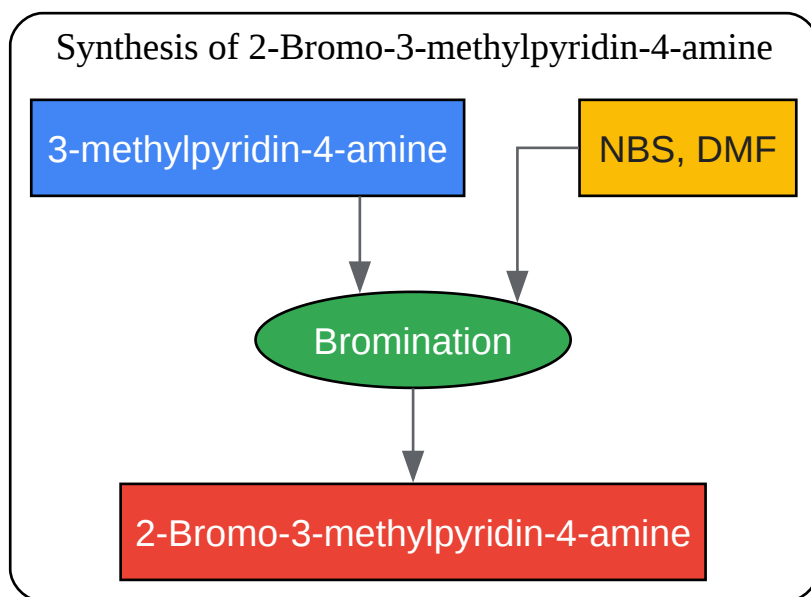 Synthesis of 2-Bromo-3-methylpyridin-4-amine
3-methylpyridin-4-amine
NBS, DMF
Bromination
2-Bromo-3-methylpyridin-4-amine